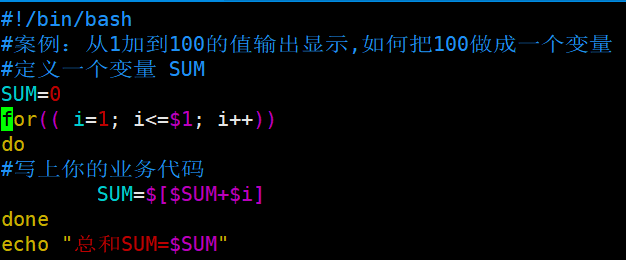 #!/bin/bash
#案例：从1加到100的值输出显示,如何把100做成一个变量
#定义一个变量 SUM
SUM=0
for(( i=1; i<=$1; i++))
do
#写上你的业务代码
        SUM=$[$SUM+$i]
done
echo "总和SUM=$SUM"